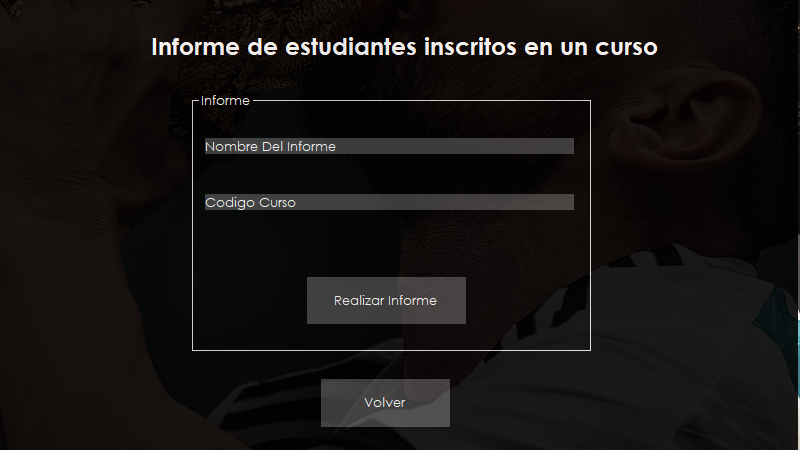 Informe de estudiantes inscritos en un curso
Informe
Nombre Del Informe
Codigo Curso
Realizar Informe
Volver